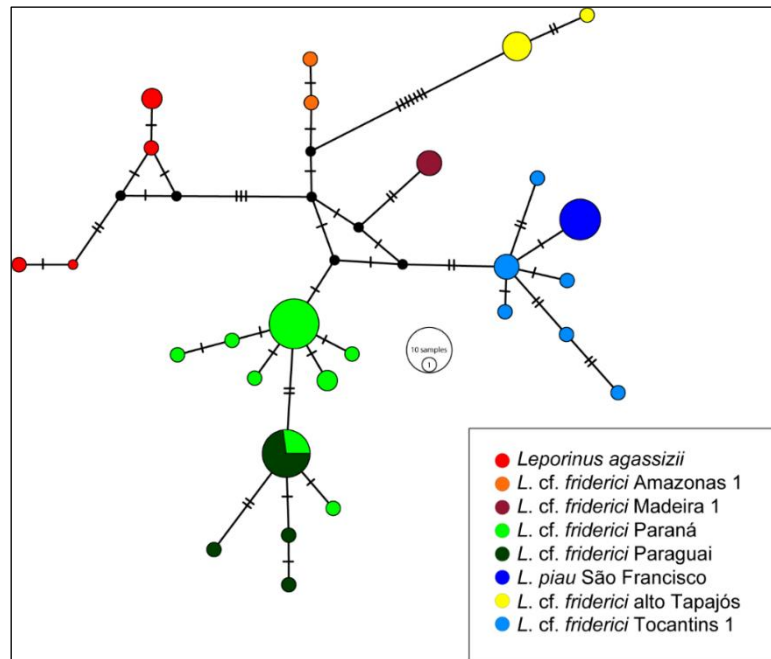 10 samples
1
Leporinus agassizii
L. cf. friderici Amazonas 1
L. cf. friderici Madeira 1
L. cf. friderici Paraná
L. cf. friderici Paraguai
L. piau São Francisco
L. cf. friderici alto Tapajós
L. cf. friderici Tocantins 1